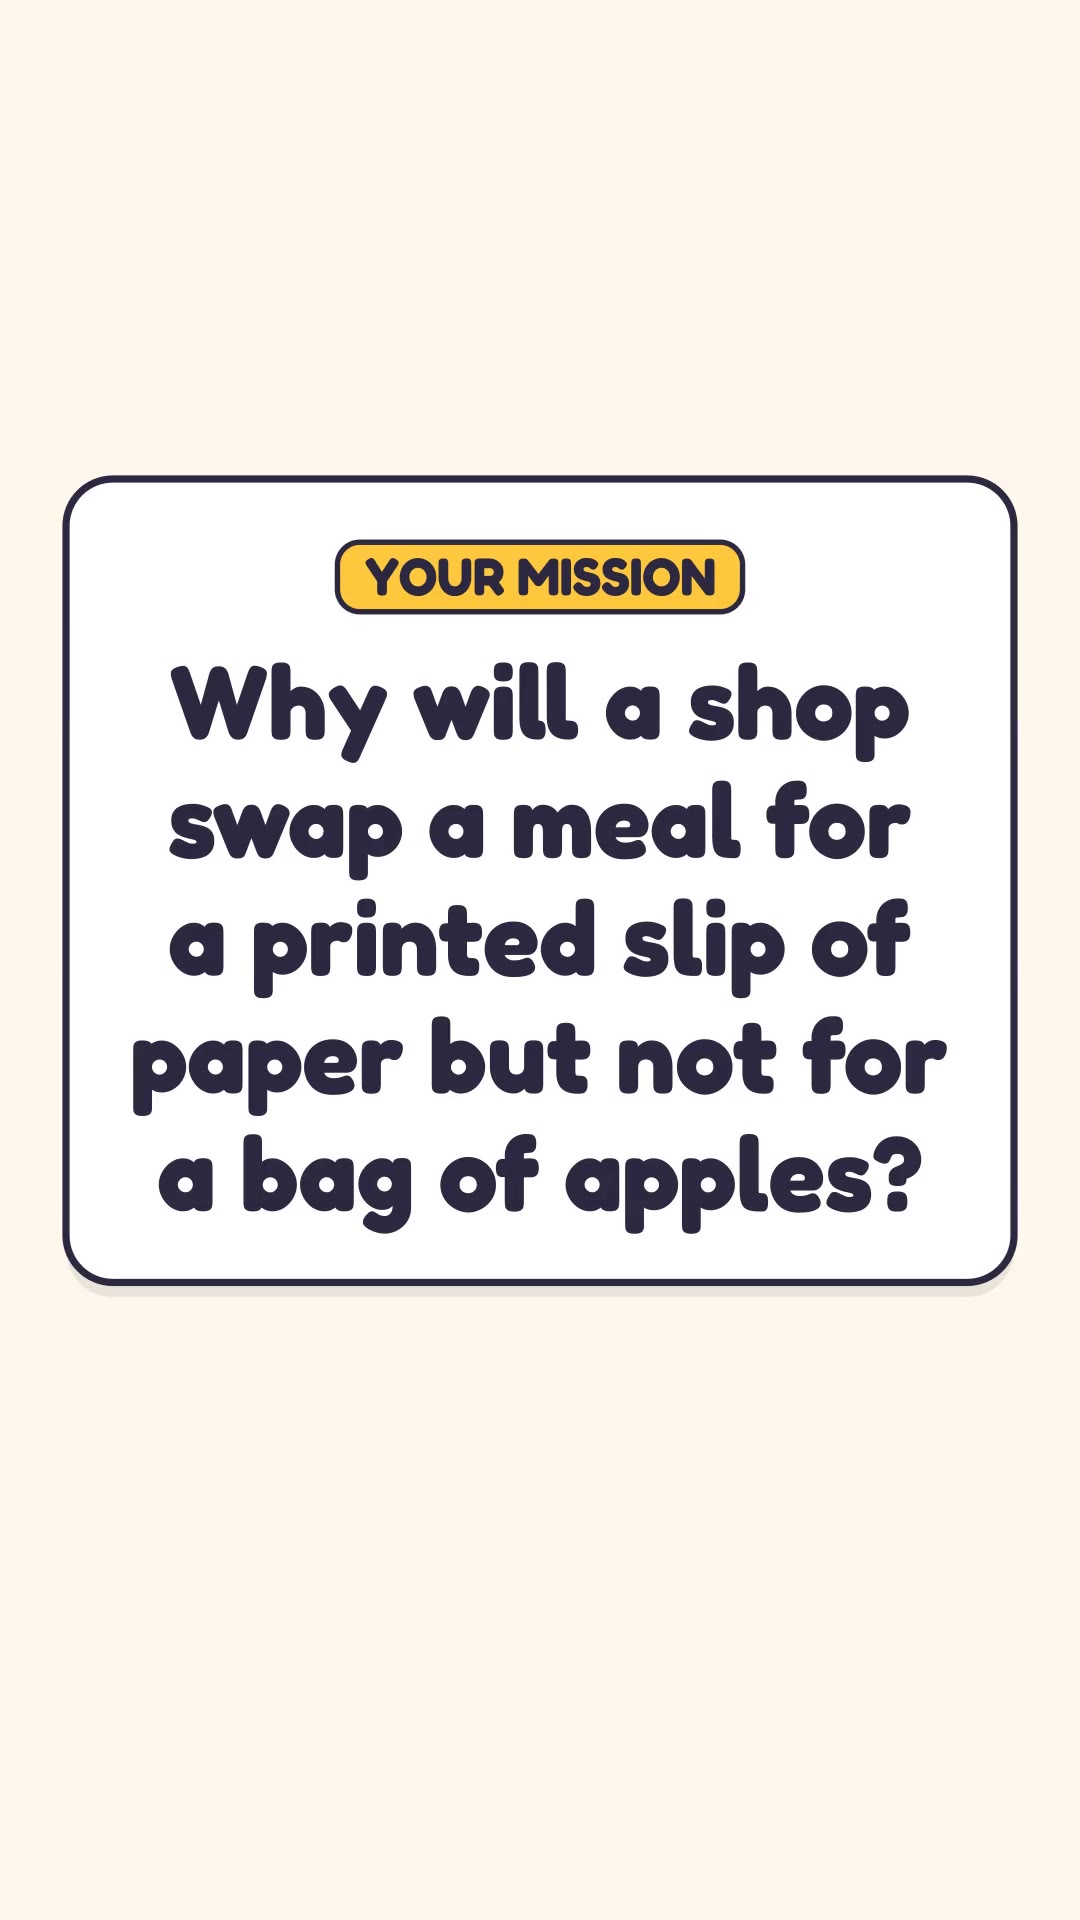 YOUR MISSION
Why will a shop
swap a meal for
a printed slip of
paper but not for
a bag of apples?